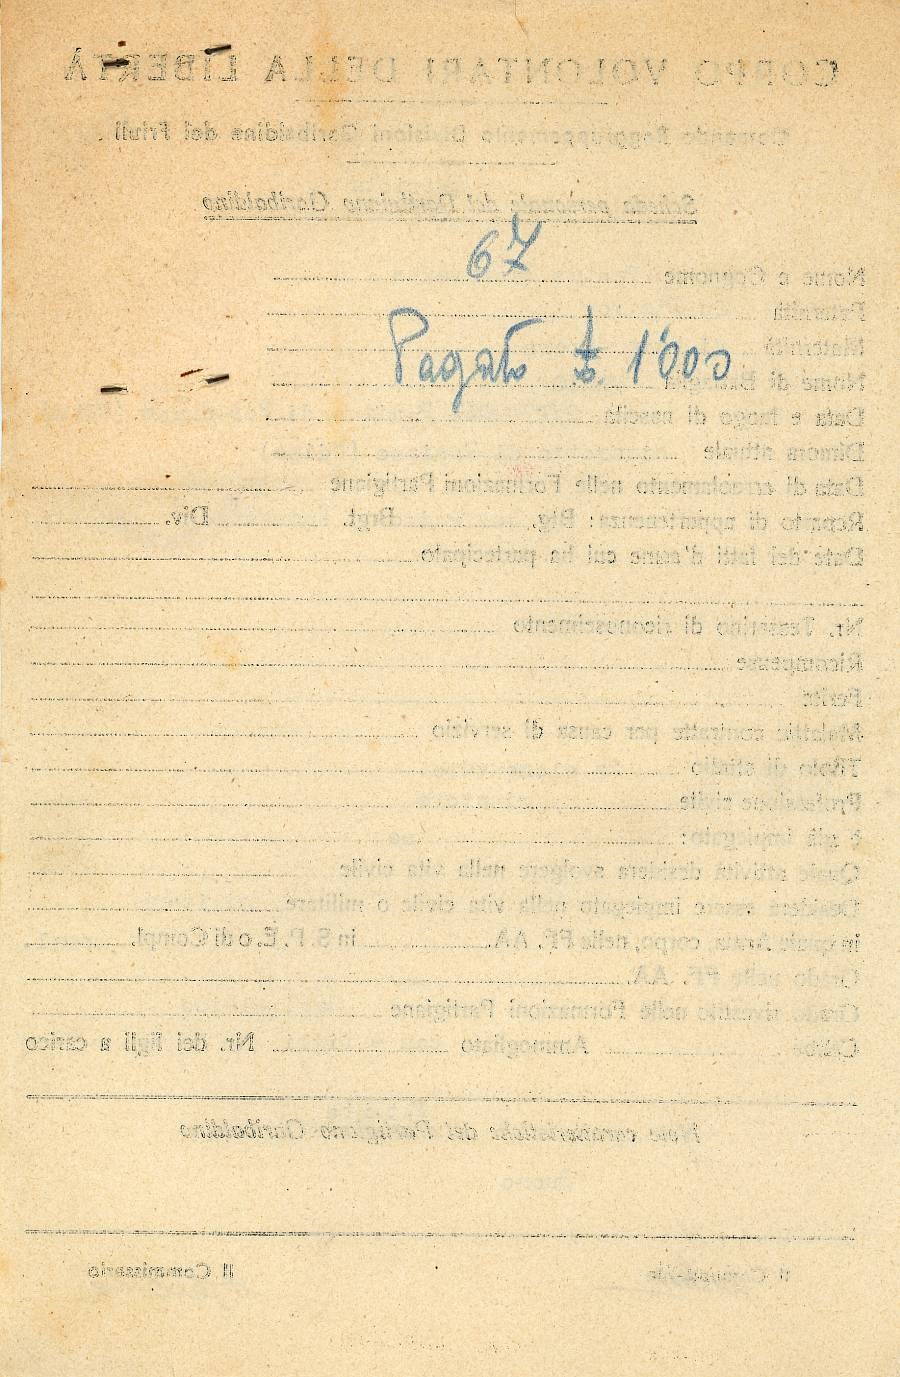 CORPO VOLONTARI DELLA LIBERTÀ
Comando Raggruppamento Divisioni Garibaldine del Friuli
Scheda personale del Partigiano Garibaldino
67
Nome e Cognome
Paternità
Pagato £. 1'000
Maternità
Nome di Battaglia
Data e luogo di nascita
Dimora attuale
Data di arruolamento nelle Formazioni Partigiane
Reparto di appartenenza: Btg. Brgt. Div.
Date dei fatti d'arme cui ha partecipato
Nr. Tesserino di riconoscimento
Ricompense
Ferite
Malattie contratte per causa di servizio
Titolo di studio
Professione civile
è già impiegato:
Quale attività desidera svolgere nella vita civile
Desidera essere impiegato nella vita civile o militare
in quale Arma, corpo, nelle FF. AA. in S. P. E. o di Compl.
Grado nelle FF. AA.
Grado rivestito nelle Formazioni Partigiane
Celibe Ammogliato Nr. dei figli a carico
Note caratteristiche del Partigiano Garibaldino
Il Comandante Il Commissario